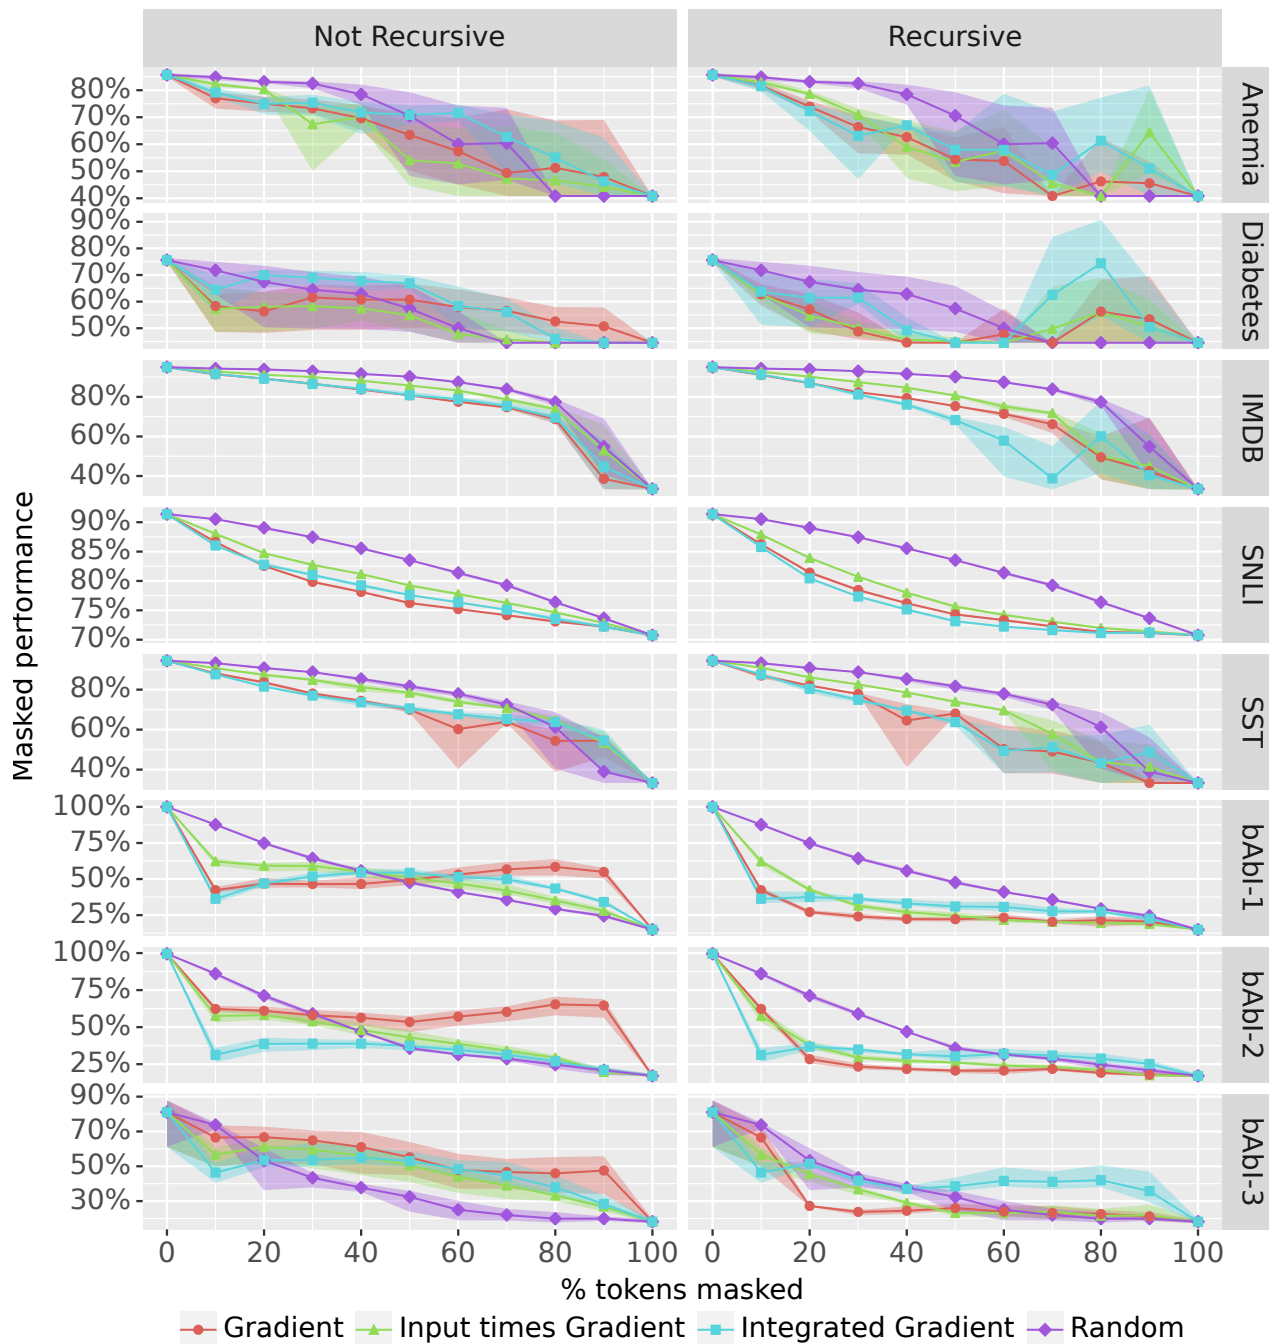 Not Recursive Recursive
80%
70%
60%
50%
40%
Anemia
90%
80%
70%
60%
50%
Diabetes
80%
60%
40%
IMDB
90%
85%
80%
75%
70%
SNLI
80%
60%
40%
SST
100%
75%
50%
25%
bAbI-1
100%
75%
50%
25%
bAbI-2
90%
70%
50%
30%
bAbI-3
Masked performance
0 20 40 60 80 100 0 20 40 60 80 100
% tokens masked
Gradient Input times Gradient Integrated Gradient Random